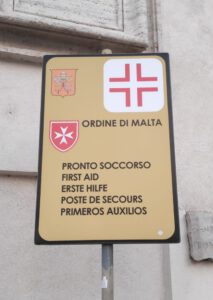 ORDINE DI MALTA
PRONTO SOCCORSO
FIRST AID
ERSTE HILFE
POSTE DE SECOURS
PRIMEROS AUXILIOS